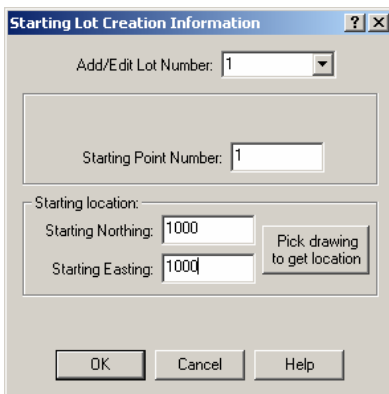 Starting Lot Creation Information ? X
Add/Edit Lot Number: 1
Starting Point Number: 1
Starting location:
Starting Northing: 1000
Starting Easting: 1000
Pick drawing
to get location
OK Cancel Help